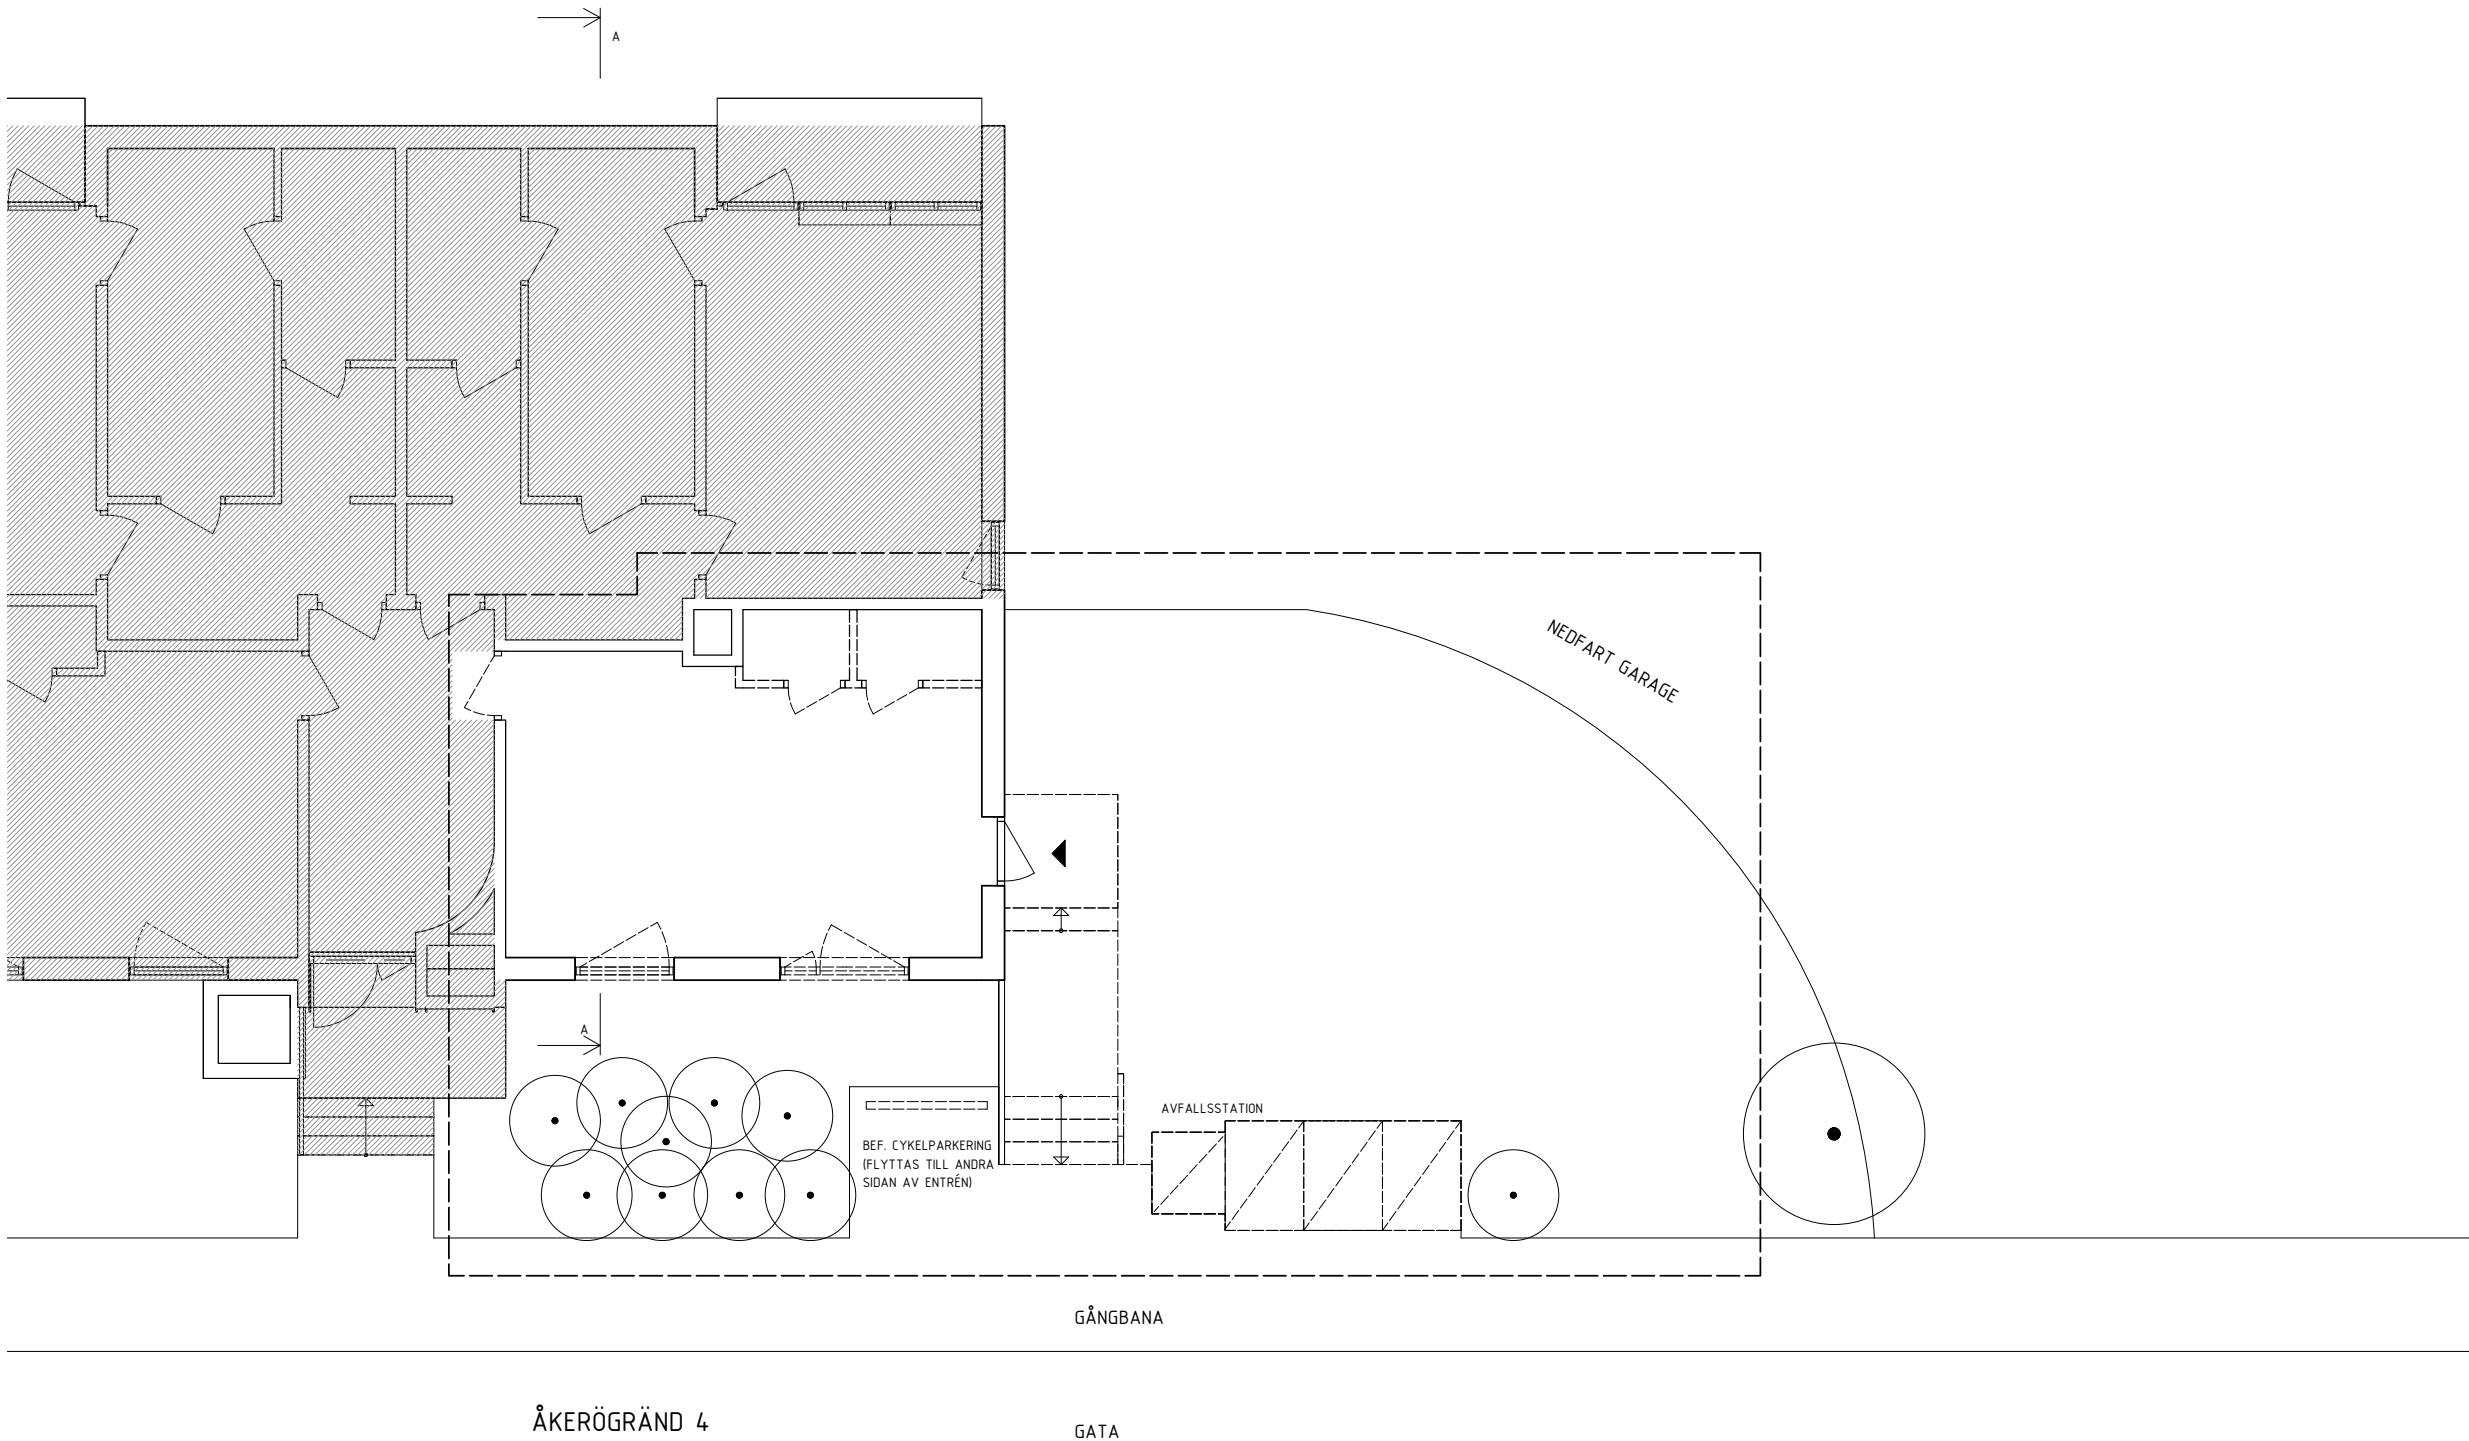 A
NEDFART GARAGE
A
AVFALLSSTATION
BEF. CYKELPARKERING
(FLYTTAS TILL ANDRA
SIDAN AV ENTRÉN)
GÅNGBANA
ÅKERÖGRÄND 4
GATA